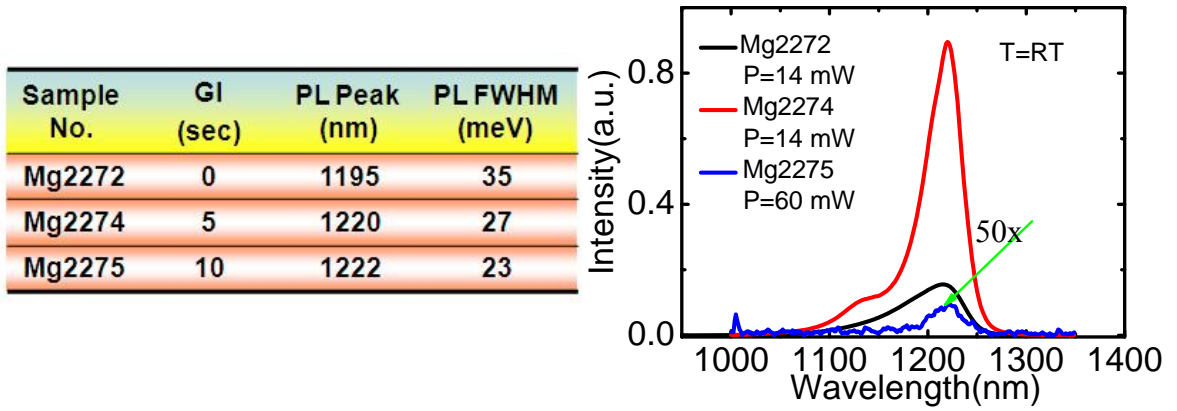 Sample No. GI (sec) PL Peak (nm) PL FWHM (meV)
Mg2272 0 1195 35
Mg2274 5 1220 27
Mg2275 10 1222 23
Mg2272
P=14 mW
Mg2274
P=14 mW
Mg2275
P=60 mW
T=RT
50x
Intensity(a.u.)
0.8
0.4
0.0
1000 1100 1200 1300 1400
Wavelength(nm)